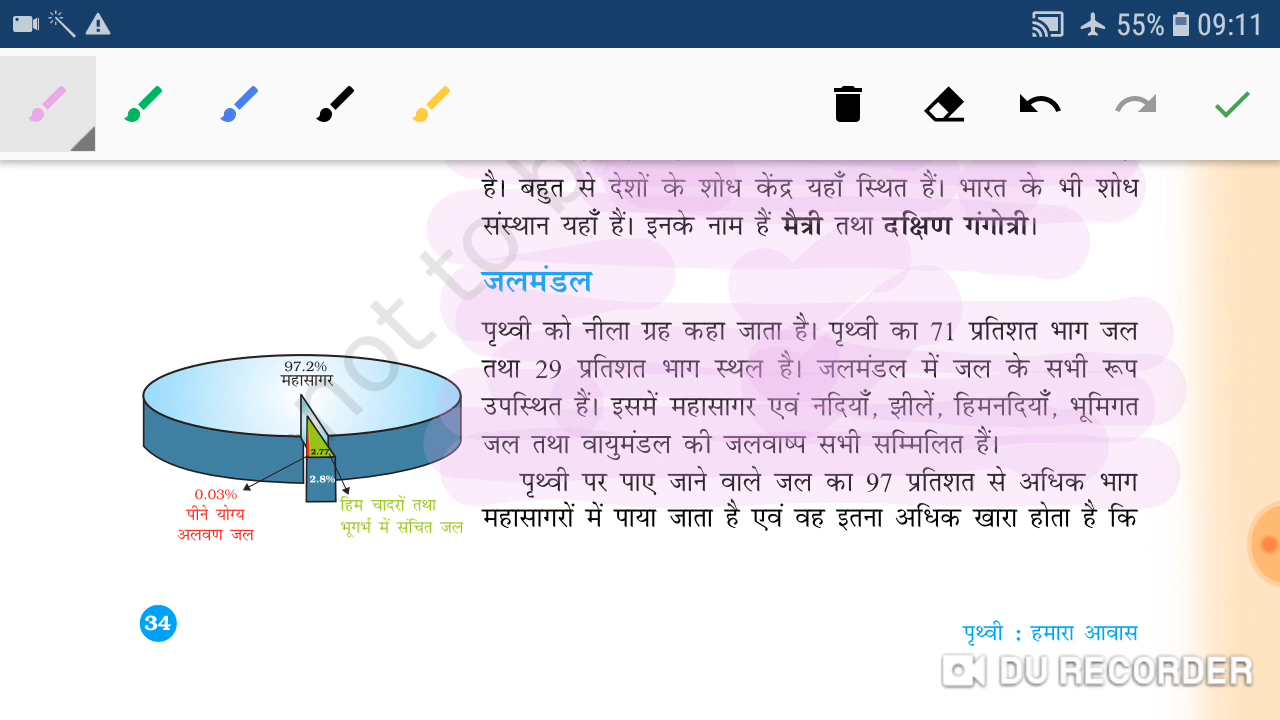 55% 09:11
है। बहुत से देशों के शोध केंद्र यहाँ स्थित हैं। भारत के भी शोध
संस्थान यहाँ हैं। इनके नाम हैं मैत्री तथा दक्षिण गंगोत्री।
जलमंडल
पृथ्वी को नीला ग्रह कहा जाता है। पृथ्वी का 71 प्रतिशत भाग जल
तथा 29 प्रतिशत भाग स्थल है। जलमंडल में जल के सभी रूप
उपस्थित हैं। इसमें महासागर एवं नदियाँ, झीलें, हिमनदियाँ, भूमिगत
जल तथा वायुमंडल की जलवाष्प सभी सम्मिलित हैं।
पृथ्वी पर पाए जाने वाले जल का 97 प्रतिशत से अधिक भाग
महासागरों में पाया जाता है एवं वह इतना अधिक खारा होता है कि
97.2%
महासागर
2.77
2.8%
0.03%
पीने योग्य
अलवण जल
हिम चादरों तथा
भूगर्भ में संचित जल
not to b
34
पृथ्वी : हमारा आवास
DU RECORDER